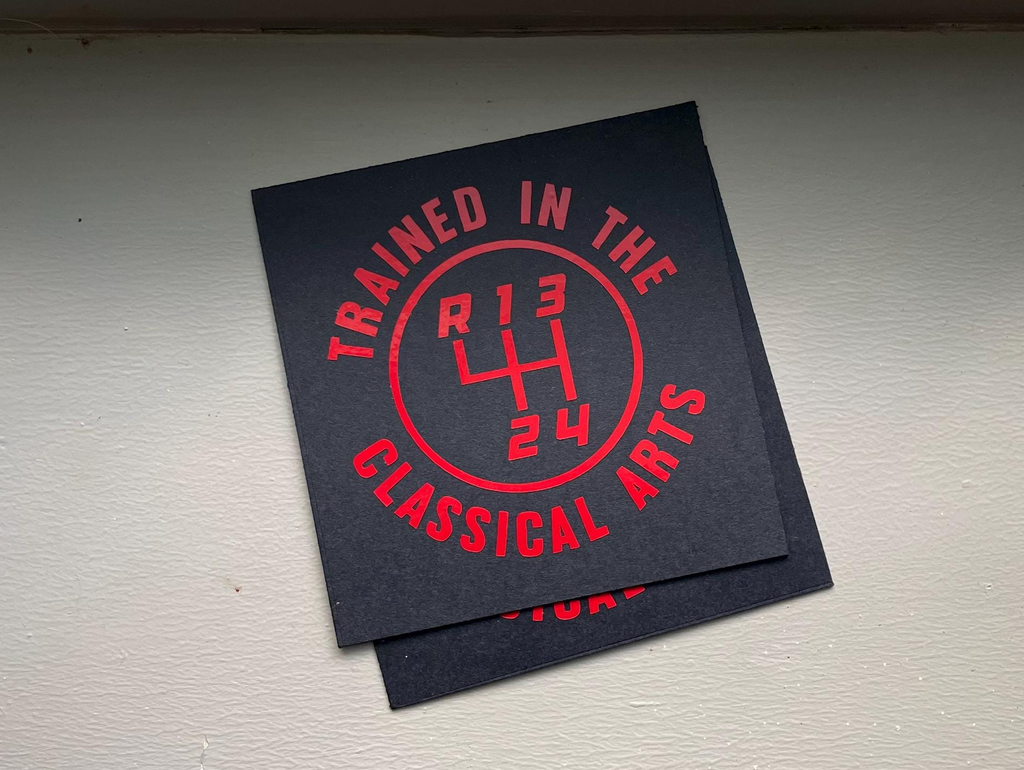 TRAINED IN THE
R 1 3
2 4
CLASSICAL ARTS